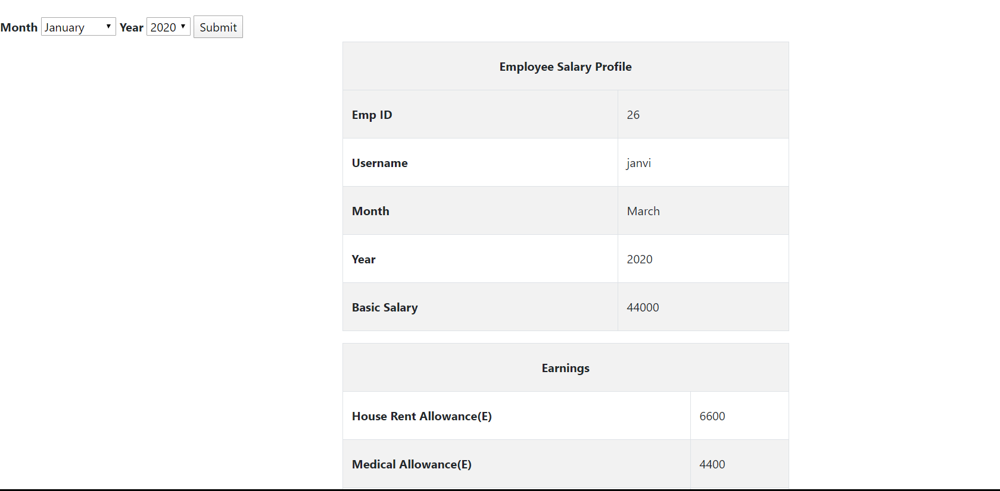 Month January Year 2020 Submit
Employee Salary Profile
Emp ID 26
Username janvi
Month March
Year 2020
Basic Salary 44000
Earnings
House Rent Allowance(E) 6600
Medical Allowance(E) 4400